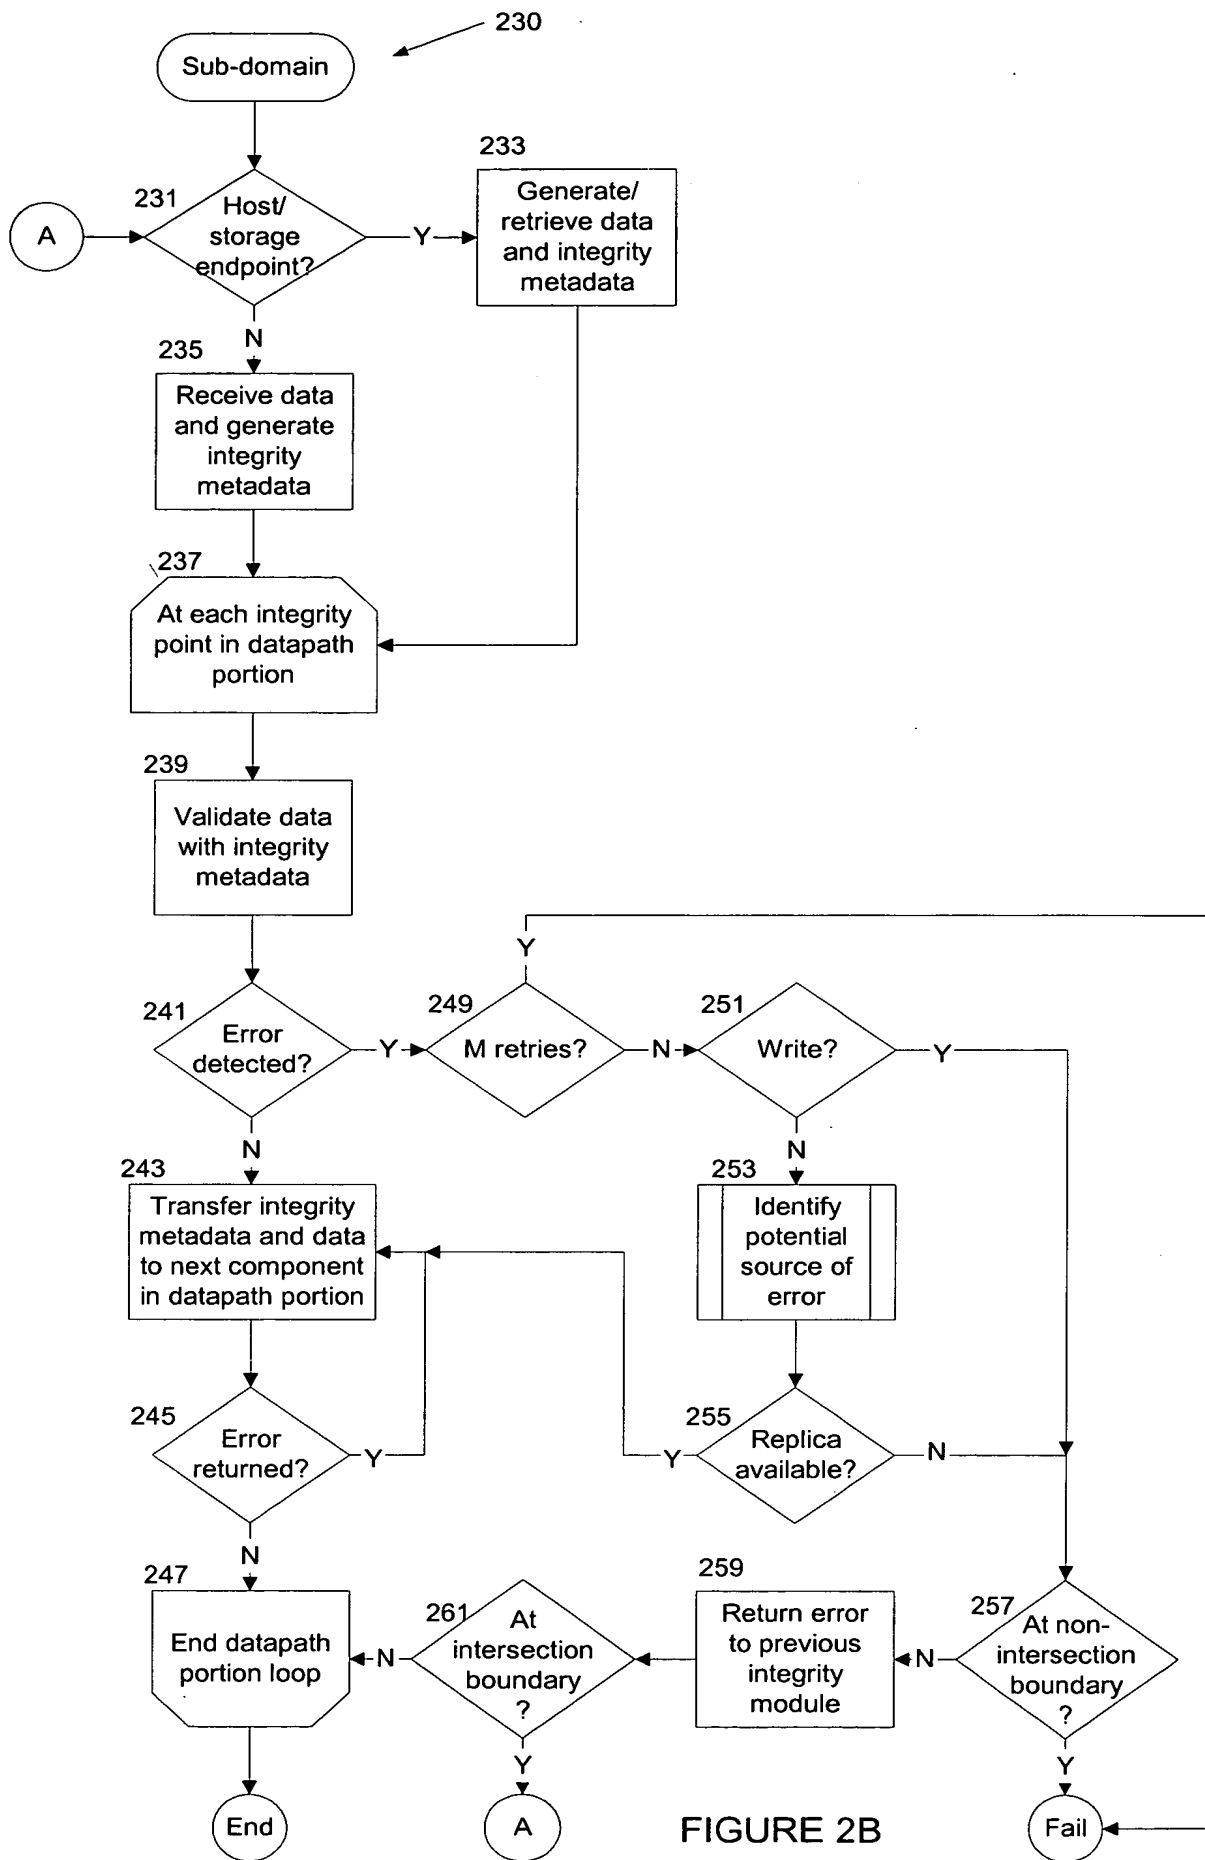 230
Sub-domain
233
231
Host/
storage
endpoint?
Generate/
retrieve data
and integrity
metadata
A
Y
N
235
Receive data
and generate
integrity
metadata
237
At each integrity
point in datapath
portion
239
Validate data
with integrity
metadata
Y
241
Error
detected?
Y
249
M retries?
N
251
Write?
Y
N
N
243
Transfer integrity
metadata and data
to next component
in datapath portion
253
Identify
potential
source of
error
245
Error
returned?
Y
Y
255
Replica
available?
N
N
247
End datapath
portion loop
N
261
At
intersection
boundary
?
259
Return error
to previous
integrity
module
N
257
At non-
intersection
boundary
?
Y
Y
End
A
FIGURE 2B
Fail